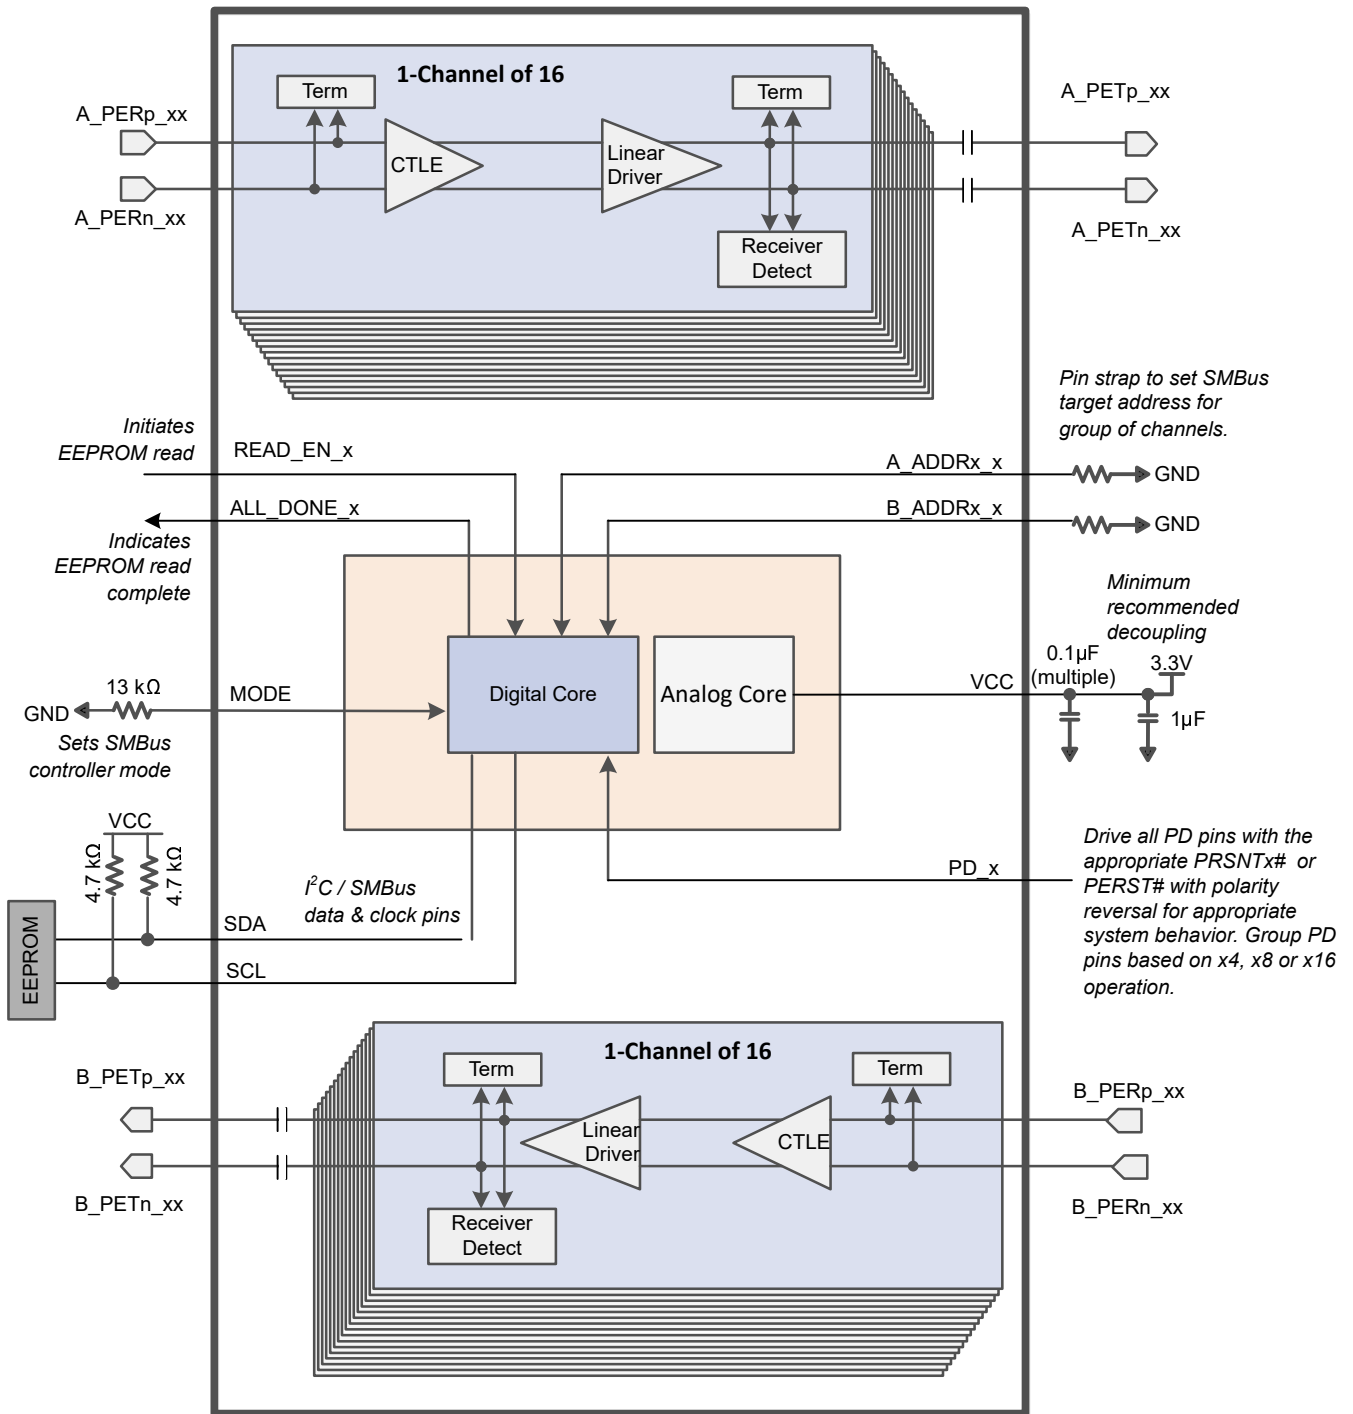 1-Channel of 16
Term
Term
A_PERp_xx
A_PETp_xx
CTLE
Linear
Driver
A_PERn_xx
A_PETn_xx
Receiver
Detect
Pin strap to set SMBus
target address for
group of channels.
Initiates
EEPROM read
READ_EN_x
A_ADDRx_x
GND
ALL_DONE_x
B_ADDRx_x
GND
Indicates
EEPROM read
complete
Minimum
recommended
decoupling
0.1µF
(multiple)
3.3V
VCC
1µF
Digital Core
Analog Core
13 kΩ
MODE
GND
Sets SMBus
controller mode
VCC
4.7 kΩ
4.7 kΩ
I²C / SMBus
data & clock pins
SDA
SCL
EEPROM
PD_x
Drive all PD pins with the
appropriate PRSNTx# or
PERST# with polarity
reversal for appropriate
system behavior. Group PD
pins based on x4, x8 or x16
operation.
1-Channel of 16
Term
Term
B_PETp_xx
B_PERp_xx
Linear
Driver
CTLE
B_PETn_xx
B_PERn_xx
Receiver
Detect